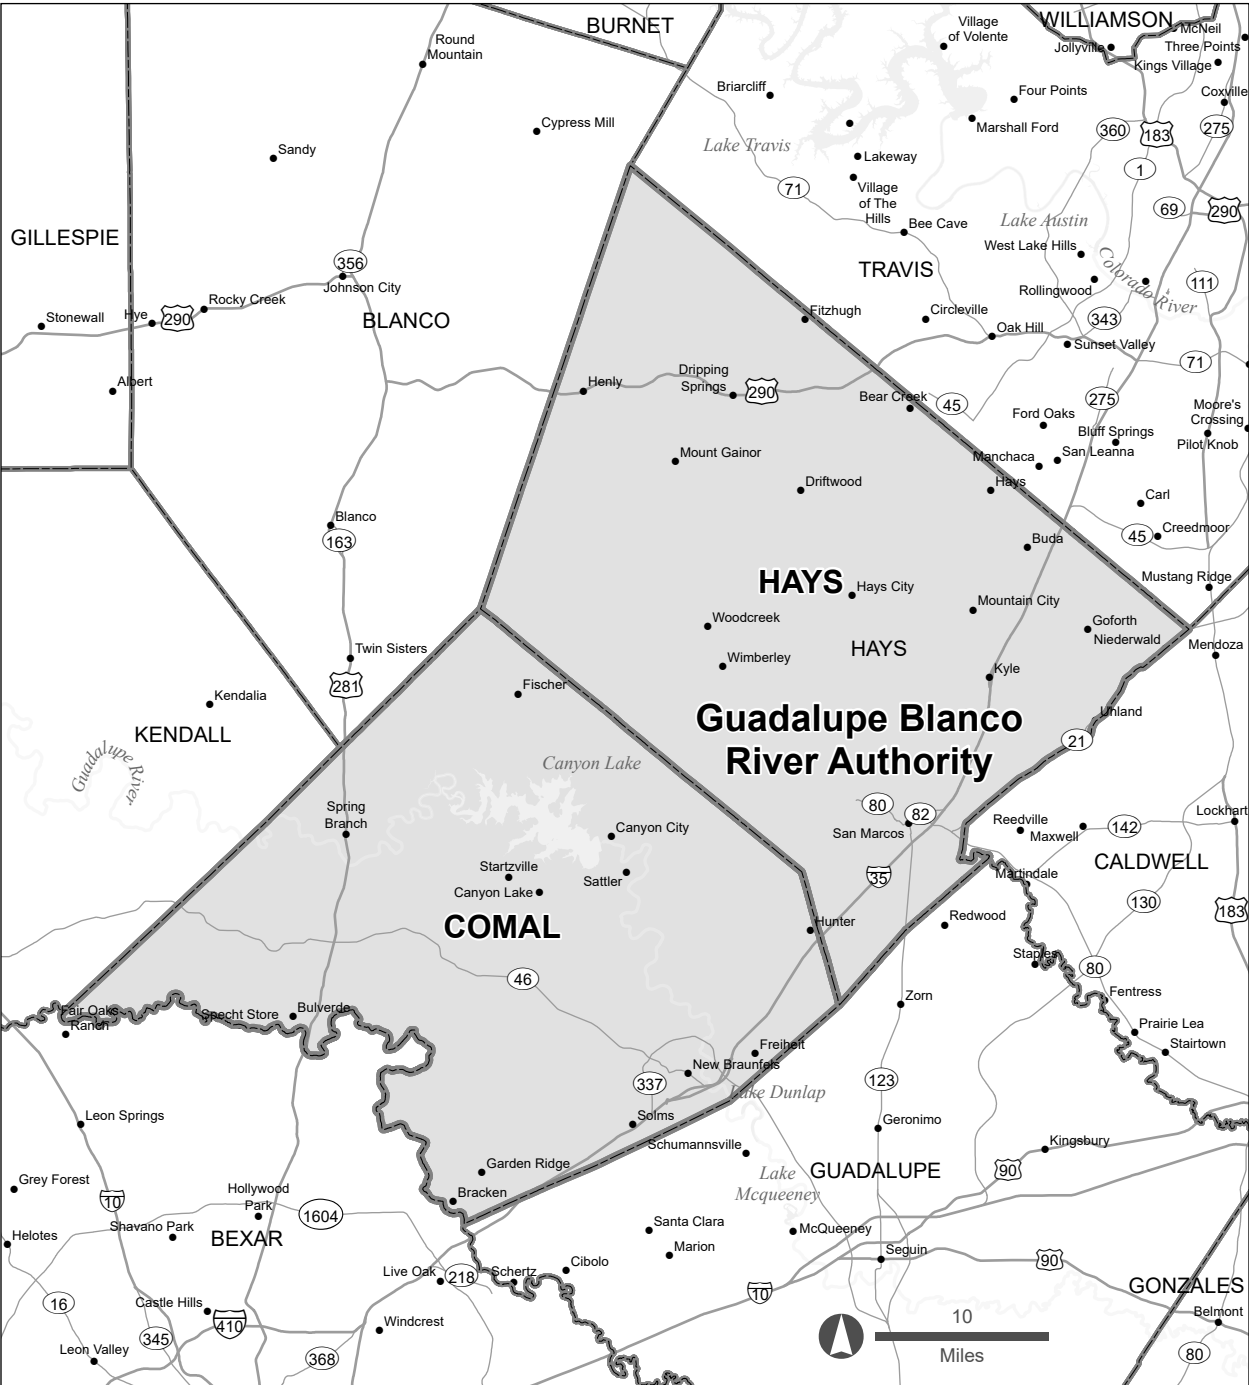 BURNET
WILLIAMSON
Village
of Volente
McNeil
Jollyville
Three Points
Kings Village
Round
Mountain
Briarcliff
Four Points
Coxville
Cypress Mill
Marshall Ford
360
183
275
Sandy
Lake Travis
Lakeway
1
71
Village
of The
Hills
69
290
GILLESPIE
Bee Cave
Lake Austin
West Lake Hills
356
TRAVIS
Colorado River
Johnson City
Rollingwood
111
Rocky Creek
Stonewall
Hye
290
BLANCO
Fitzhugh
Circleville
343
Oak Hill
Sunset Valley
71
Albert
Henly
Dripping
Springs
290
Bear Creek
45
275
Ford Oaks
Moore's
Crossing
Bluff Springs
Pilot Knob
Mount Gainor
Manchaca
San Leanna
Driftwood
Hays
Carl
Blanco
163
Buda
45
Creedmoor
HAYS
Hays City
Mustang Ridge
Mountain City
Woodcreek
Goforth
Niederwald
Twin Sisters
Wimberley
HAYS
Mendoza
281
Fischer
Kyle
Kendalia
Uhland
KENDALL
Guadalupe Blanco
River Authority
21
Guadalupe River
Canyon Lake
Spring
Branch
80
82
Lockhart
Canyon City
San Marcos
Reedville
Maxwell
142
Startzville
Sattler
35
CALDWELL
Canyon Lake
Martindale
130
183
COMAL
Hunter
Redwood
Staples
80
46
Zorn
Fentress
Fair Oaks
Ranch
Specht Store
Bulverde
Prairie Lea
Stairtown
Freiheit
New Braunfels
337
Lake Dunlap
123
Leon Springs
Solms
Geronimo
Schumannsville
Kingsbury
Grey Forest
Garden Ridge
Lake
Mcqueeney
GUADALUPE
90
10
Hollywood
Park
Bracken
1604
Shavano Park
Santa Clara
McQueeney
Helotes
BEXAR
Marion
Seguin
90
Live Oak
218
Schertz
Cibolo
GONZALES
16
Castle Hills
10
Belmont
410
Windcrest
10
345
Leon Valley
368
Miles
80